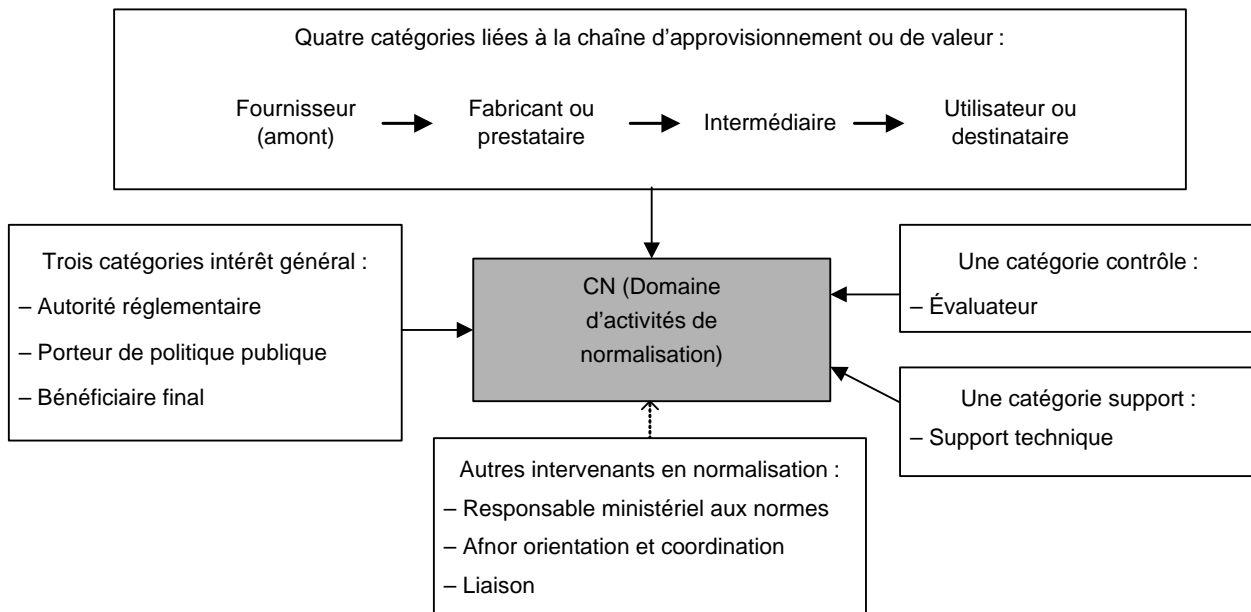 Quatre catégories liées à la chaîne d’approvisionnement ou de valeur :
Fournisseur
(amont)
Fabricant ou
prestataire
Intermédiaire
Utilisateur ou
destinataire
Trois catégories intérêt général :
– Autorité réglementaire
– Porteur de politique publique
– Bénéficiaire final
CN (Domaine
d’activités de
normalisation)
Une catégorie contrôle :
– Évaluateur
Une catégorie support :
– Support technique
Autres intervenants en normalisation :
– Responsable ministériel aux normes
– Afnor orientation et coordination
– Liaison